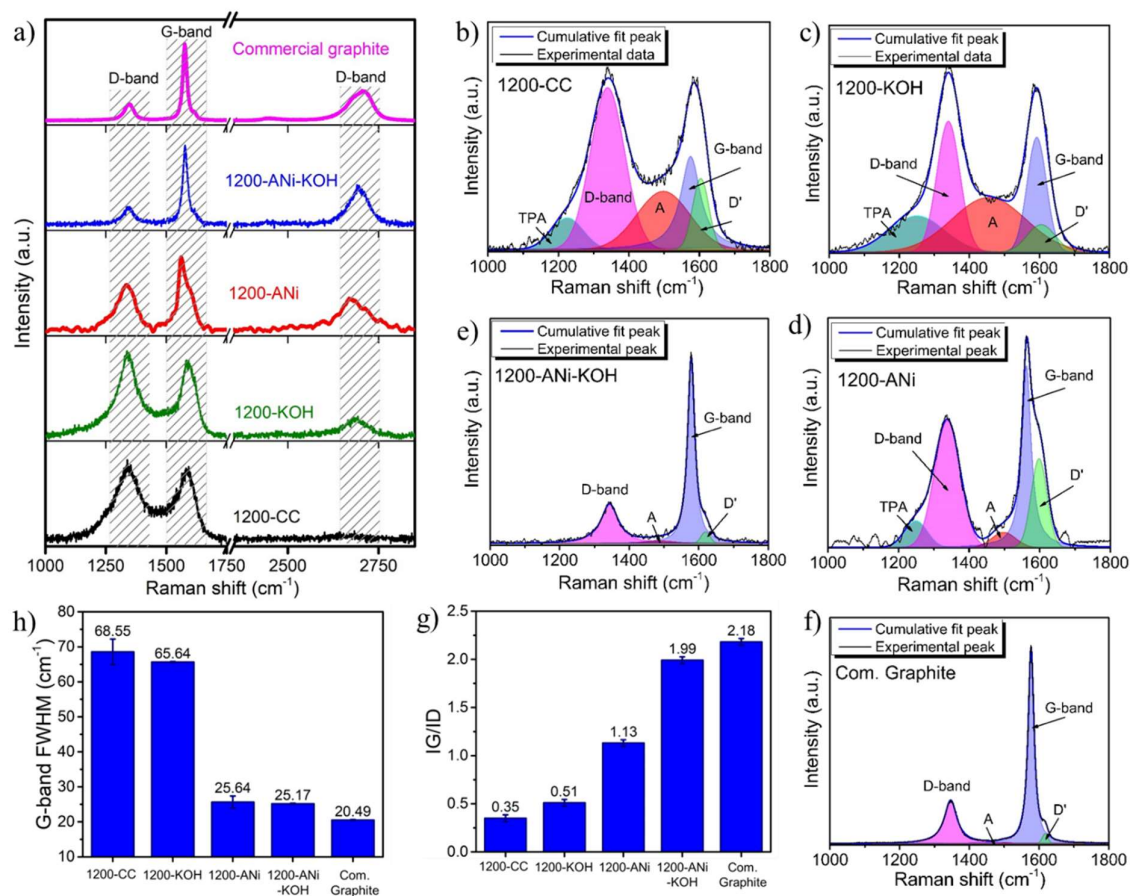 a)
D-band
G-band
D-band
Commercial graphite
1200-ANi-KOH
1200-ANi
1200-KOH
1200-CC
Intensity (a.u.)
1000 1250 1500 1750 2500 2750
Raman shift (cm-1)
b)
Cumulative fit peak
Experimental data
1200-CC
G-band
D-band
A
D'
TPA
Intensity (a.u.)
1000 1200 1400 1600 1800
Raman shift (cm-1)
c)
Cumulative fit peak
Experimental data
1200-KOH
D-band
G-band
TPA
A
D'
Intensity (a.u.)
1000 1200 1400 1600 1800
Raman shift (cm-1)
e)
Cumulative fit peak
Experimental peak
1200-ANi-KOH
G-band
D-band
A
D'
Intensity (a.u.)
1000 1200 1400 1600 1800
Raman shift (cm-1)
d)
Cumulative fit peak
Experimental peak
1200-ANi
G-band
D-band
TPA
A
D'
Intensity (a.u.)
1000 1200 1400 1600 1800
Raman shift (cm-1)
h)
G-band FWHM (cm-1)
80
70
60
50
40
30
20
10
68.55
65.64
25.64
25.17
20.49
1200-CC 1200-KOH 1200-ANi 1200-ANi Com.
-KOH Graphite
g)
IG/ID
2.5
2.0
1.5
1.0
0.5
0.0
0.35
0.51
1.13
1.99
2.18
1200-CC 1200-KOH 1200-ANi 1200-ANi Com.
-KOH Graphite
f)
Cumulative fit peak
Experimental peak
Com. Graphite
G-band
D-band
A
D'
Intensity (a.u.)
1000 1200 1400 1600 1800
Raman shift (cm-1)